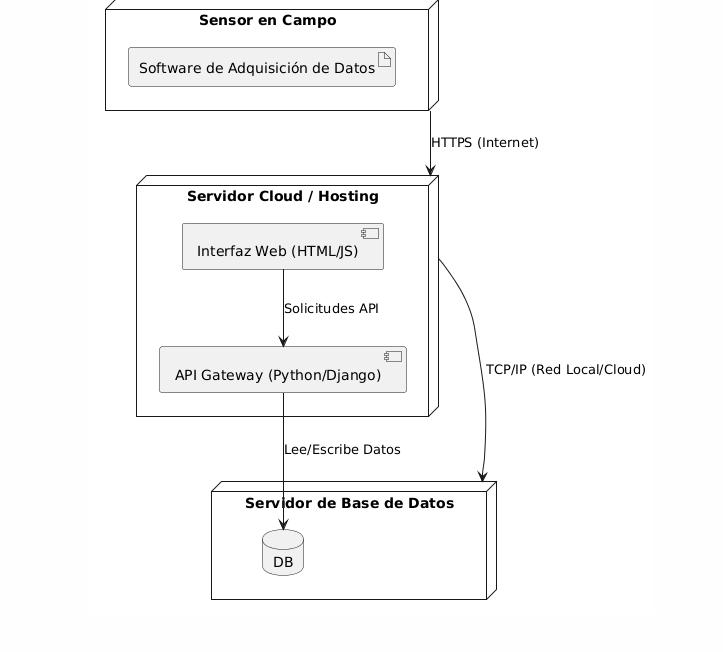 Sensor en Campo
Software de Adquisición de Datos
HTTPS (Internet)
Servidor Cloud / Hosting
Interfaz Web (HTML/JS)
Solicitudes API
API Gateway (Python/Django)
TCP/IP (Red Local/Cloud)
Lee/Escribe Datos
Servidor de Base de Datos
DB